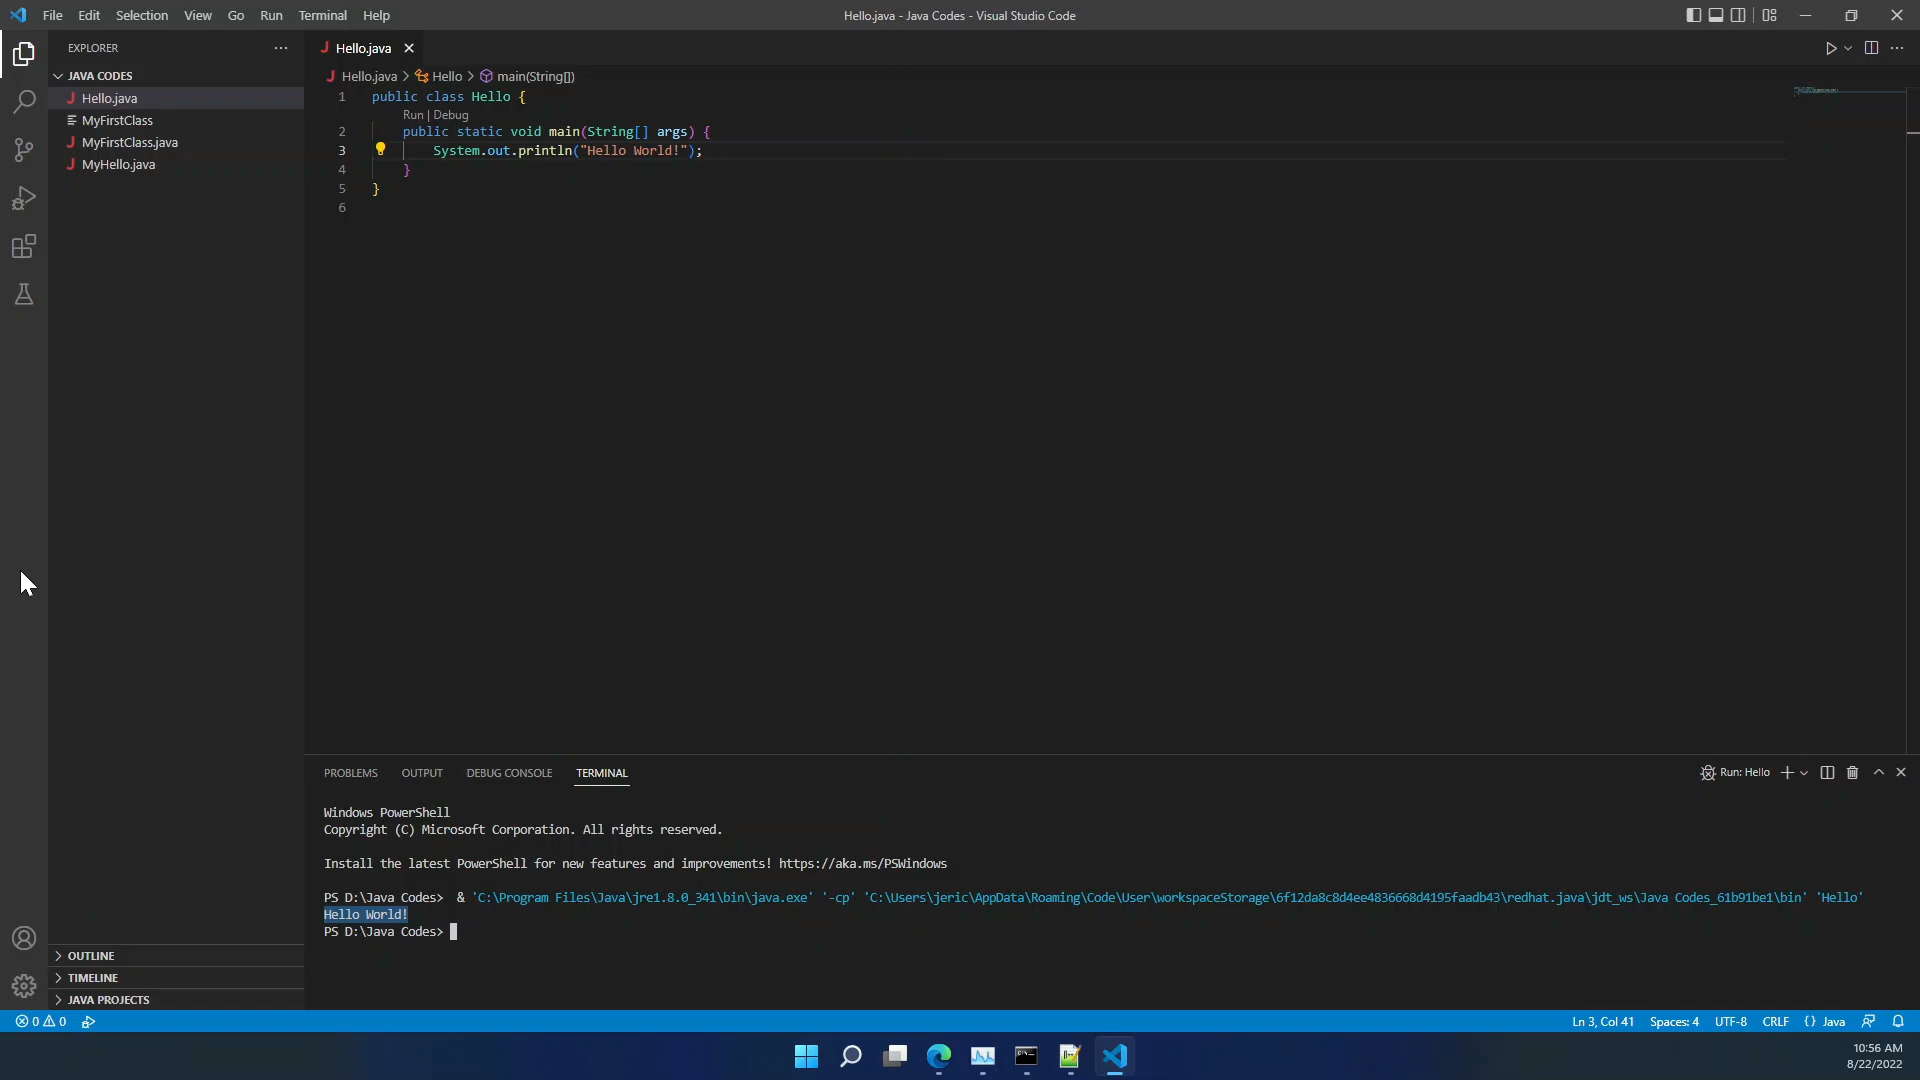 File Edit Selection View Go Run Terminal Help
Hello.java - Java Codes - Visual Studio Code
EXPLORER
JAVA CODES
Hello.java
MyFirstClass
MyFirstClass.java
MyHello.java
OUTLINE
TIMELINE
JAVA PROJECTS
Hello.java
Hello.java > Hello > main(String[])
1 public class Hello {
Run | Debug
2 public static void main(String[] args) {
3 System.out.println("Hello World!");
4 }
5 }
6
PROBLEMS OUTPUT DEBUG CONSOLE TERMINAL
Run: Hello
Windows PowerShell
Copyright (C) Microsoft Corporation. All rights reserved.
Install the latest PowerShell for new features and improvements! https://aka.ms/PSWindows
PS D:\Java Codes>  & 'C:\Program Files\Java\jre1.8.0_341\bin\java.exe' '-cp' 'C:\Users\jeric\AppData\Roaming\Code\User\workspaceStorage\6f12da8c8d4ee4836668d4195faadb43\redhat.java\jdt_ws\Java Codes_61b91be1\bin' 'Hello'
Hello World!
PS D:\Java Codes>
0 0
Ln 3, Col 41 Spaces: 4 UTF-8 CRLF {} Java
10:56 AM
8/22/2022